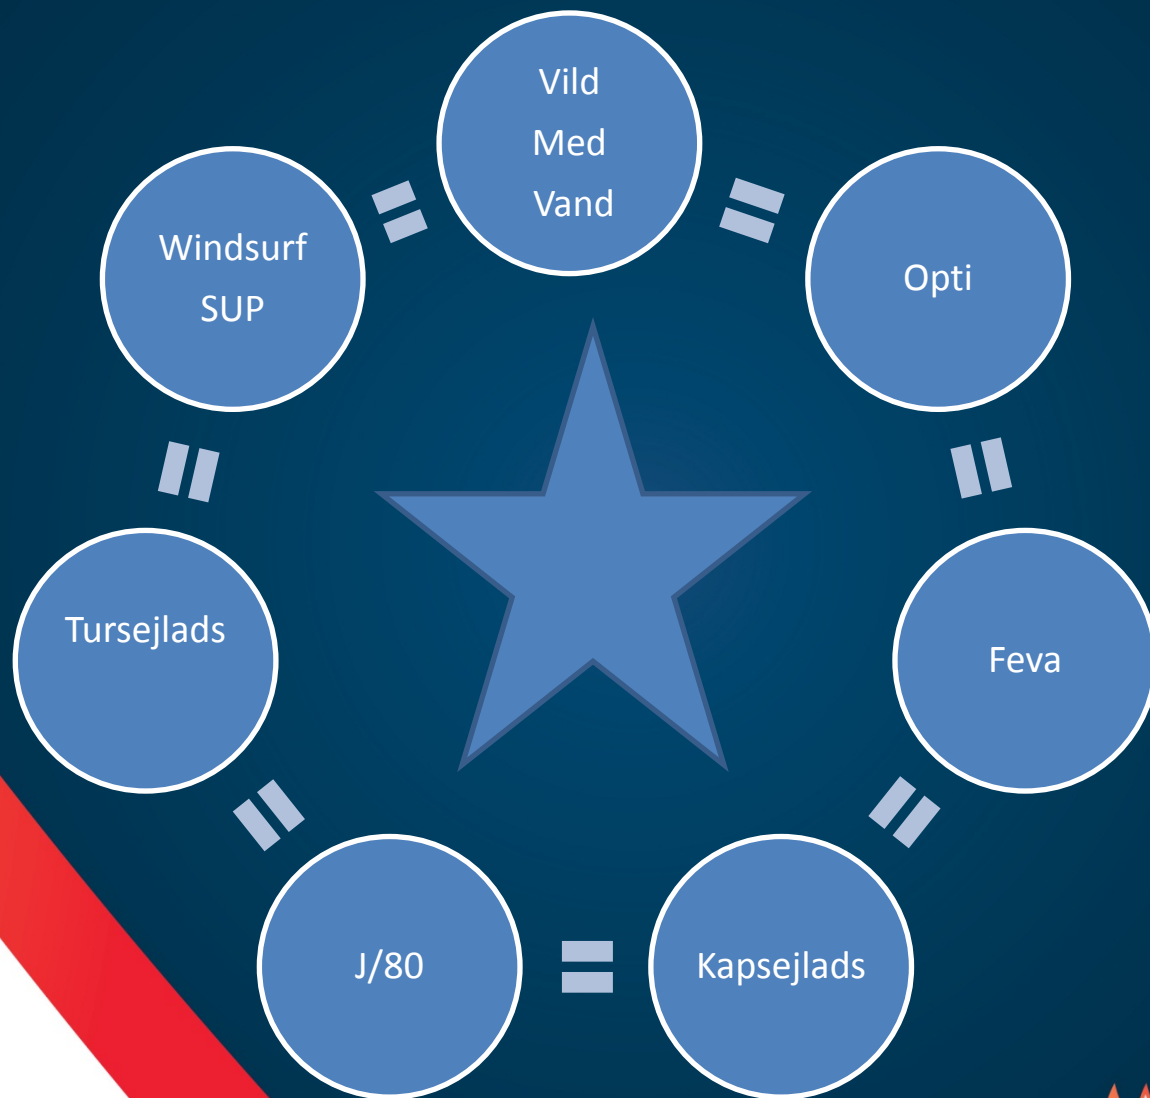 Vild
Med
Vand
Windsurf
SUP
Opti
Tursejlads
Feva
J/80
Kapsejlads